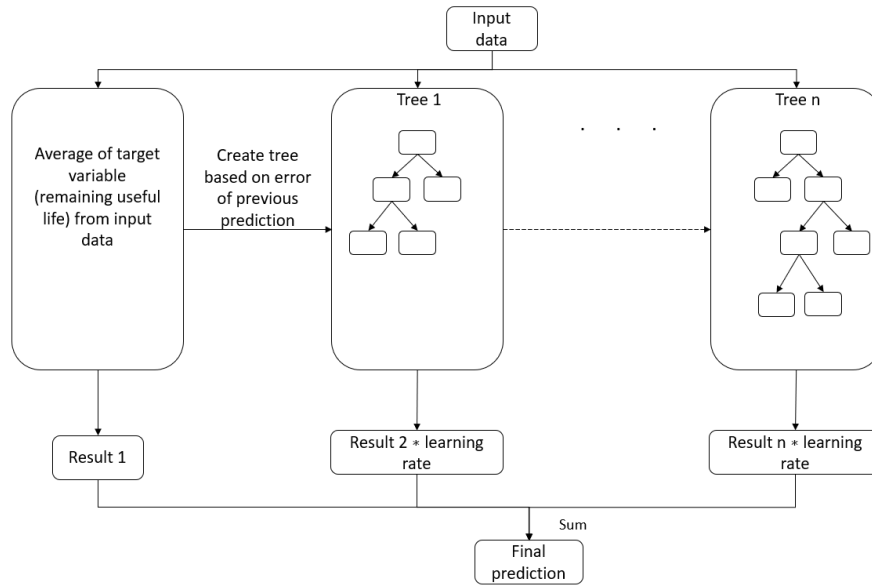 Input
data
Tree 1
Tree n
. . .
Average of target
variable
(remaining useful
life) from input
data
Create tree
based on error
of previous
prediction
Result 1
Result 2 * learning
rate
Result n * learning
rate
Sum
Final
prediction